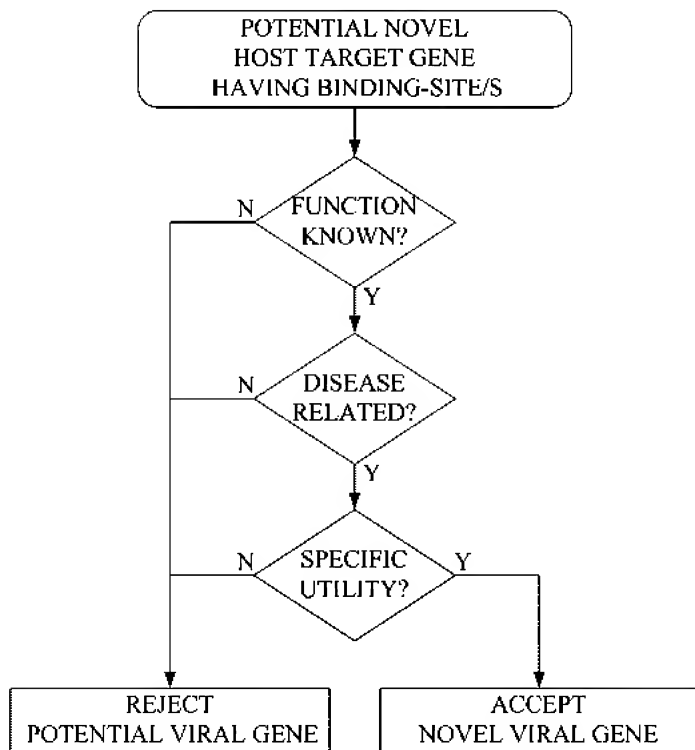 POTENTIAL NOVEL
HOST TARGET GENE
HAVING BINDING-SITE/S
N
FUNCTION
KNOWN?
Y
N
DISEASE
RELATED?
Y
N
SPECIFIC
UTILITY?
Y
REJECT
POTENTIAL VIRAL GENE
ACCEPT
NOVEL VIRAL GENE